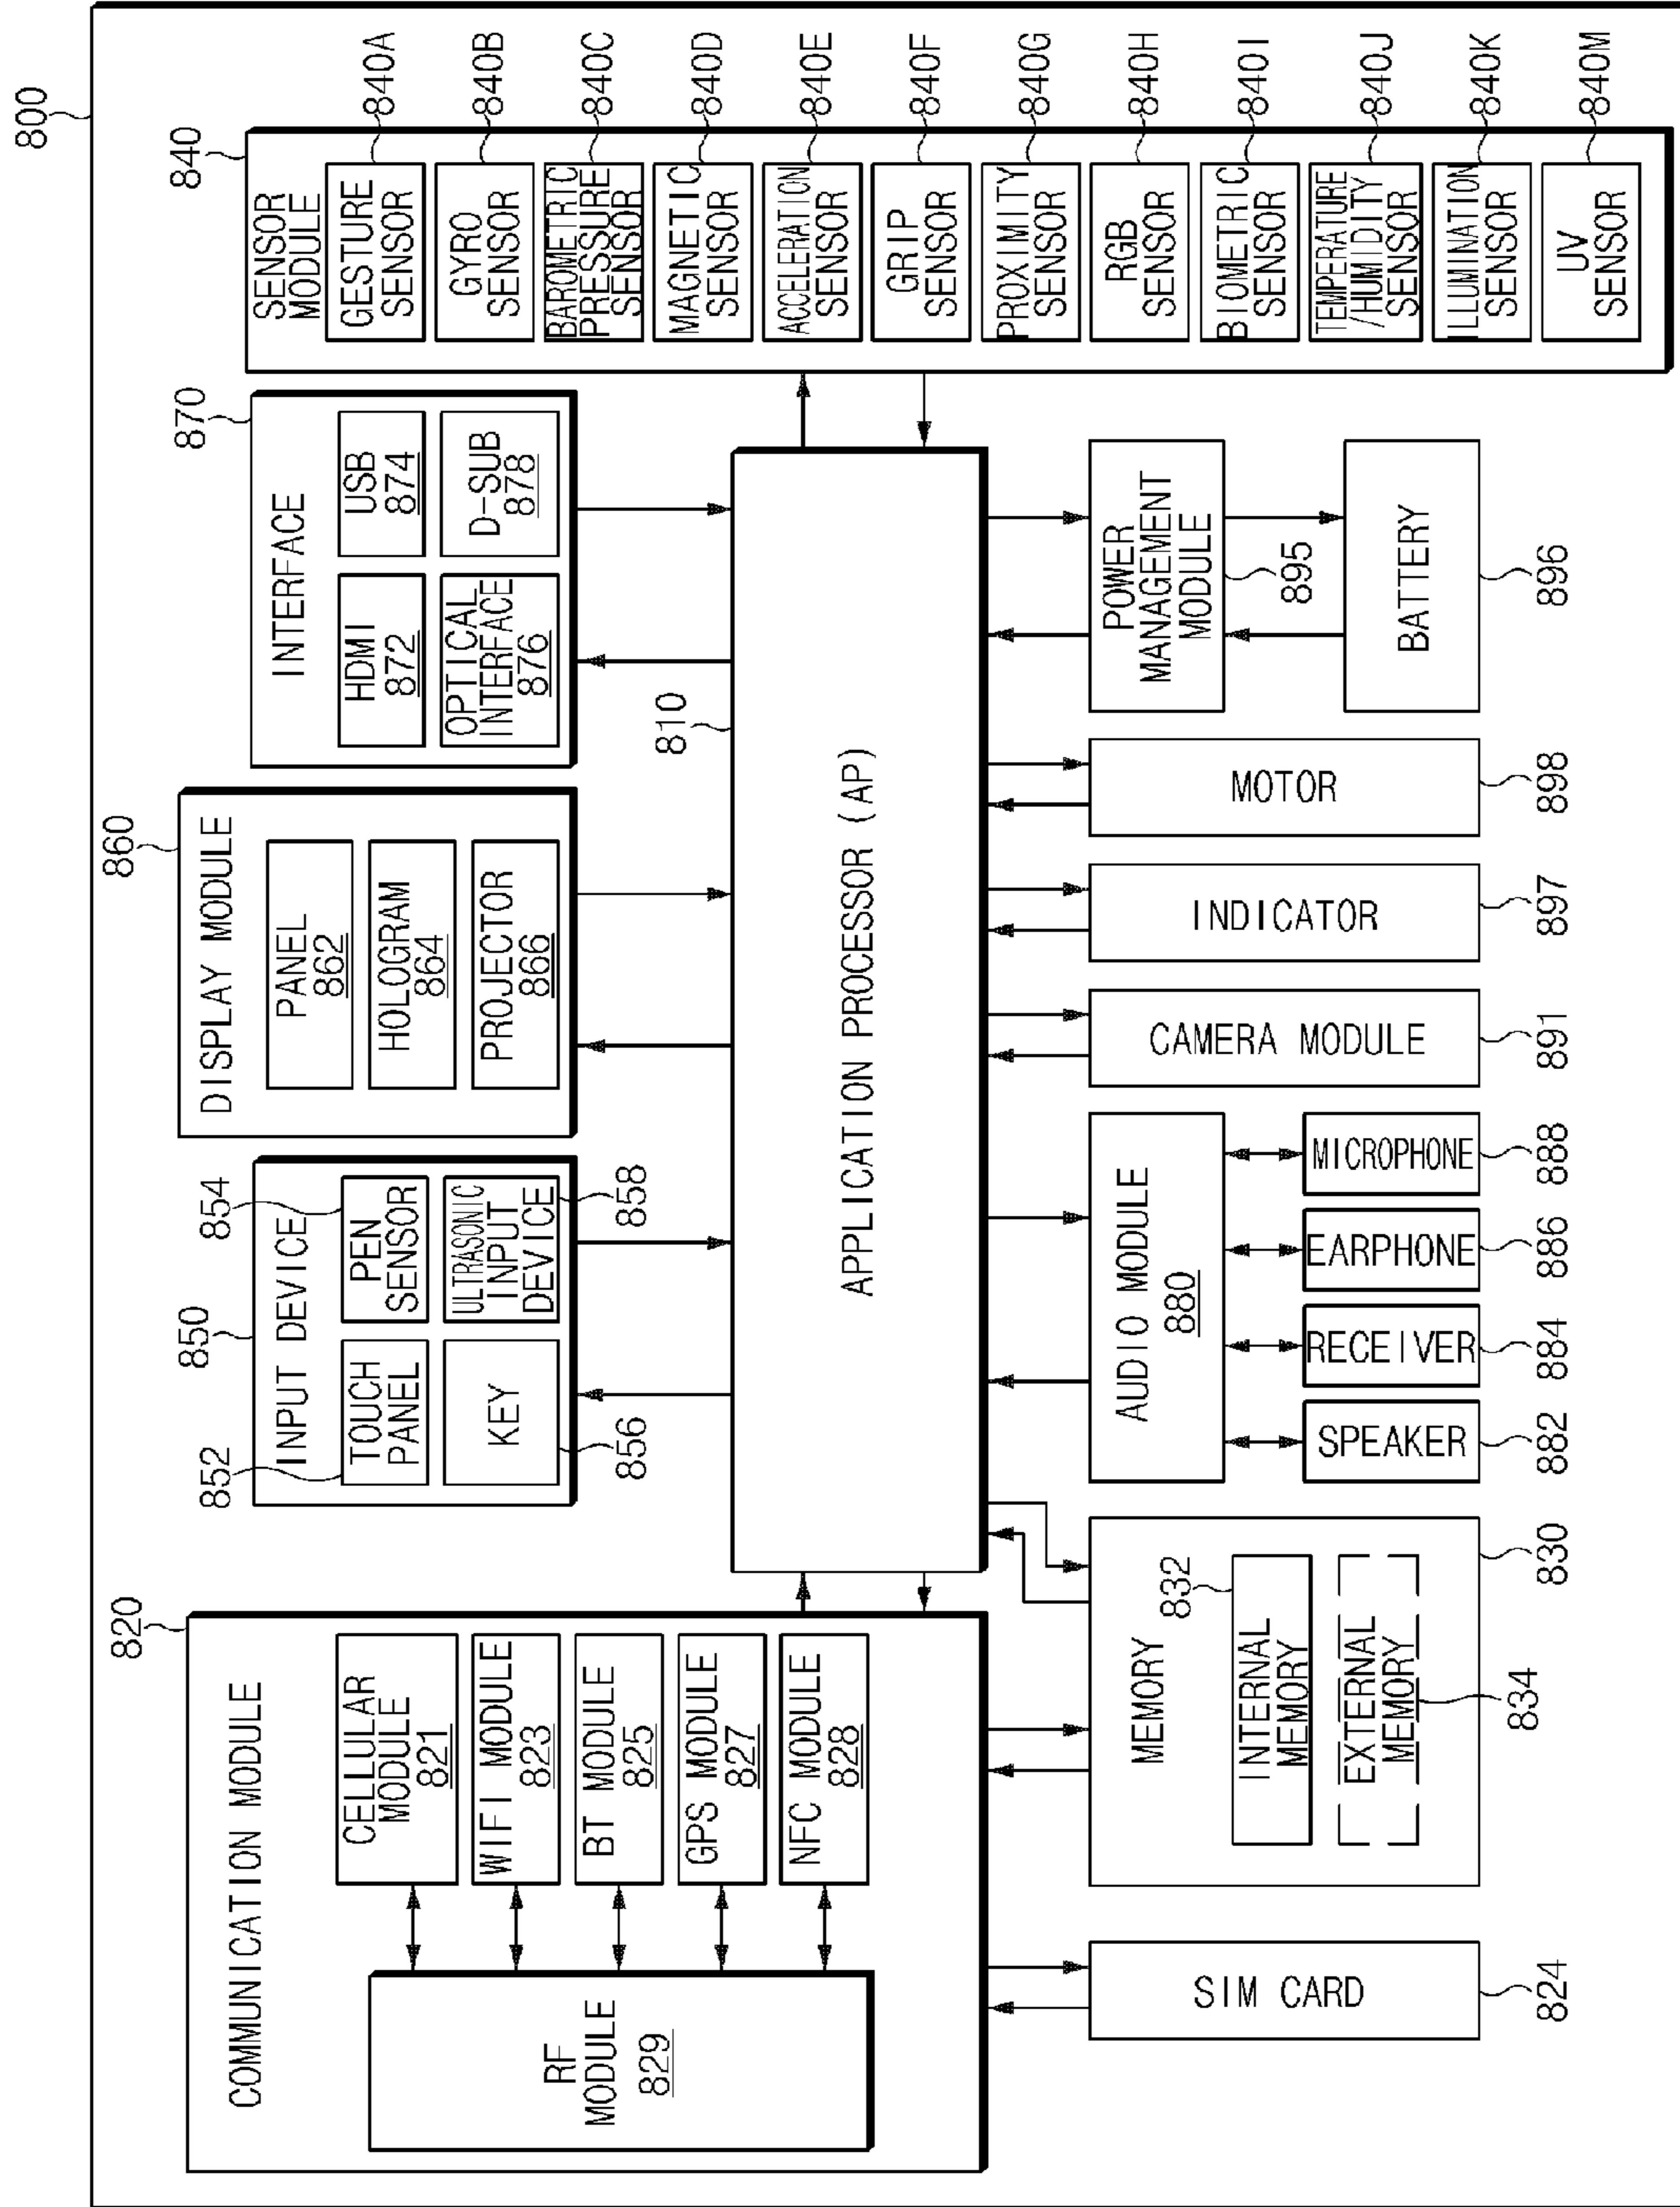 800
820
COMMUNICATION MODULE
RF
MODULE
829
CELLULAR
MODULE
821
WIFI MODULE
823
BT MODULE
825
GPS MODULE
827
NFC MODULE
828
850
852
854
INPUT DEVICE
TOUCH
PANEL
PEN
SENSOR
KEY
ULTRASONIC
INPUT
DEVICE
856
858
860
DISPLAY MODULE
PANEL
862
HOLOGRAM
864
PROJECTOR
866
870
INTERFACE
HDMI
872
USB
874
OPTICAL
INTERFACE
876
D-SUB
878
840
SENSOR
MODULE
GESTURE
SENSOR
840A
GYRO
SENSOR
840B
BAROMETRIC
PRESSURE
SENSOR
840C
MAGNETIC
SENSOR
840D
ACCELERATION
SENSOR
840E
GRIP
SENSOR
840F
PROXIMITY
SENSOR
840G
RGB
SENSOR
840H
BIOMETRIC
SENSOR
840I
TEMPERATURE
/HUMIDITY
SENSOR
840J
ILLUMINATION
SENSOR
840K
UV
SENSOR
840M
810
APPLICATION PROCESSOR (AP)
SIM CARD
824
MEMORY
832
INTERNAL
MEMORY
EXTERNAL
MEMORY
834
830
AUDIO MODULE
880
SPEAKER
882
RECEIVER
884
EARPHONE
886
MICROPHONE
888
CAMERA MODULE
891
INDICATOR
897
MOTOR
898
POWER
MANAGEMENT
MODULE
895
BATTERY
896